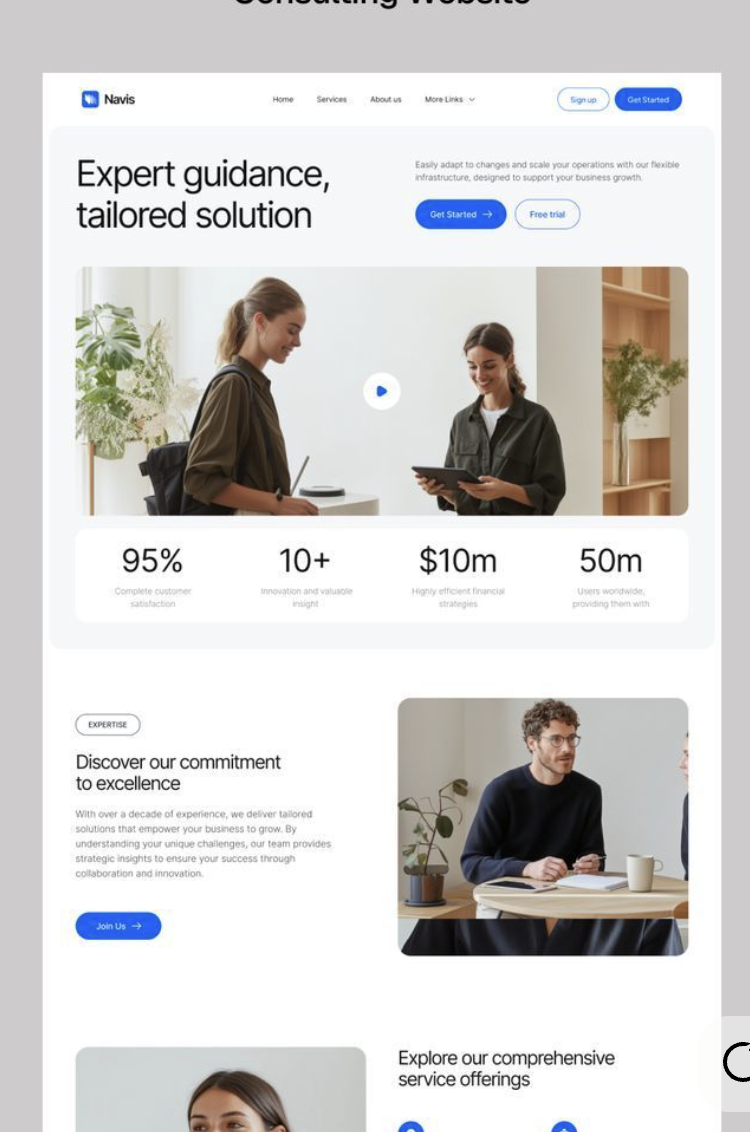 Consulting Website
Navis
Home
Services
About us
More Links
Sign up
Get Started
Expert guidance,
tailored solution
Easily adapt to changes and scale your operations with our flexible
infrastructure, designed to support your business growth.
Get Started
Free trial
95%
Complete customer
satisfaction
10+
Innovation and valuable
insight
$10m
Highly efficient financial
strategies
50m
Users worldwide,
providing them with
EXPERTISE
Discover our commitment
to excellence
With over a decade of experience, we deliver tailored
solutions that empower your business to grow. By
understanding your unique challenges, our team provides
strategic insights to ensure your success through
collaboration and innovation.
Join Us
Explore our comprehensive
service offerings